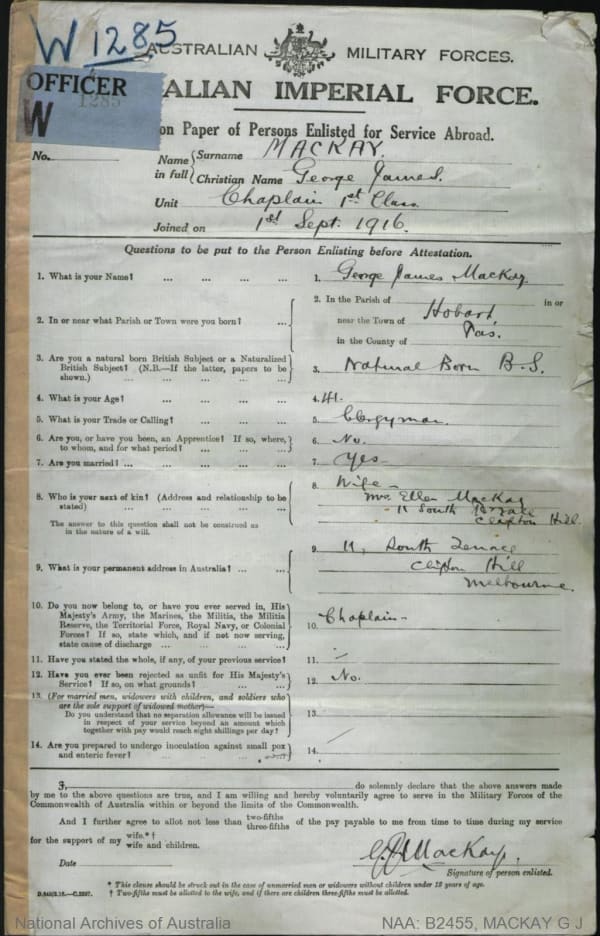 W 1285
AUSTRALIAN MILITARY FORCES.
OFFICER
1285
W
ALIAN IMPERIAL FORCE.
on Paper of Persons Enlisted for Service Abroad.
No.
Name in full
Surname MACKAY.
Christian Name George James.
Unit Chaplain 1st Class
Joined on 1st Sept. 1916.
Questions to be put to the Person Enlisting before Attestation.
1. What is your Name? ... ... ... ...
1. George James MacKay.
2. In or near what Parish or Town were you born? ...
2. In the Parish of in or
near the Town of Hobart
in the County of Tas.
3. Are you a natural born British Subject or a Naturalized
British Subject? (N.B.—If the latter, papers to be
shown.) ... ... ... ... ...
3. Natural Born B.S.
4. What is your Age? ... ... ... ...
4. 41.
5. What is your Trade or Calling? ... ... ...
5. Clergyman.
6. Are you, or have you been, an Apprentice? If so, where,
to whom, and for what period? ... ... ...
6. No.
7. Are you married? ... ... ... ... ...
7. Yes
8. Who is your next of kin? (Address and relationship to be
stated) ... ... ... ... ...
The answer to this question shall not be construed as
in the nature of a will.
8. Wife
Mrs. Ellen MacKay
11 South Terrace
Clifton Hill.
9. What is your permanent address in Australia? ... ...
9. 11, South Terrace
Clifton Hill
Melbourne.
10. Do you now belong to, or have you ever served in, His
Majesty's Army, the Marines, the Militia, the Militia
Reserve, the Territorial Force, Royal Navy, or Colonial
Forces? If so, state which, and if not now serving,
state cause of discharge ... ... ... ...
10. Chaplain
11. Have you stated the whole, if any, of your previous service?
11.
12. Have you ever been rejected as unfit for His Majesty's
Service? If so, on what grounds? ... ... ...
12. No.
13. (For married men, widowers with children, and soldiers who
are the sole support of widowed mother)—
Do you understand that no separation allowance will be issued
in respect of your service beyond an amount which
together with pay would reach eight shillings per day?
13.
14. Are you prepared to undergo inoculation against small pox
and enteric fever? ... ... ...
14.
I, do solemnly declare that the above answers made
by me to the above questions are true, and I am willing and hereby voluntarily agree to serve in the Military Forces of the
Commonwealth of Australia within or beyond the limits of the Commonwealth.
And I further agree to allot not less than two-fifths three-fifths of the pay payable to me from time to time during my service
for the support of my wife.*† wife and children.
Date
G J MacKay.
Signature of person enlisted.
* This clause should be struck out in the case of unmarried men or widowers without children under 18 years of age.
† Two-fifths must be allotted to the wife, and if there are children three-fifths must be allotted.
National Archives of Australia
NAA: B2455, MACKAY G J